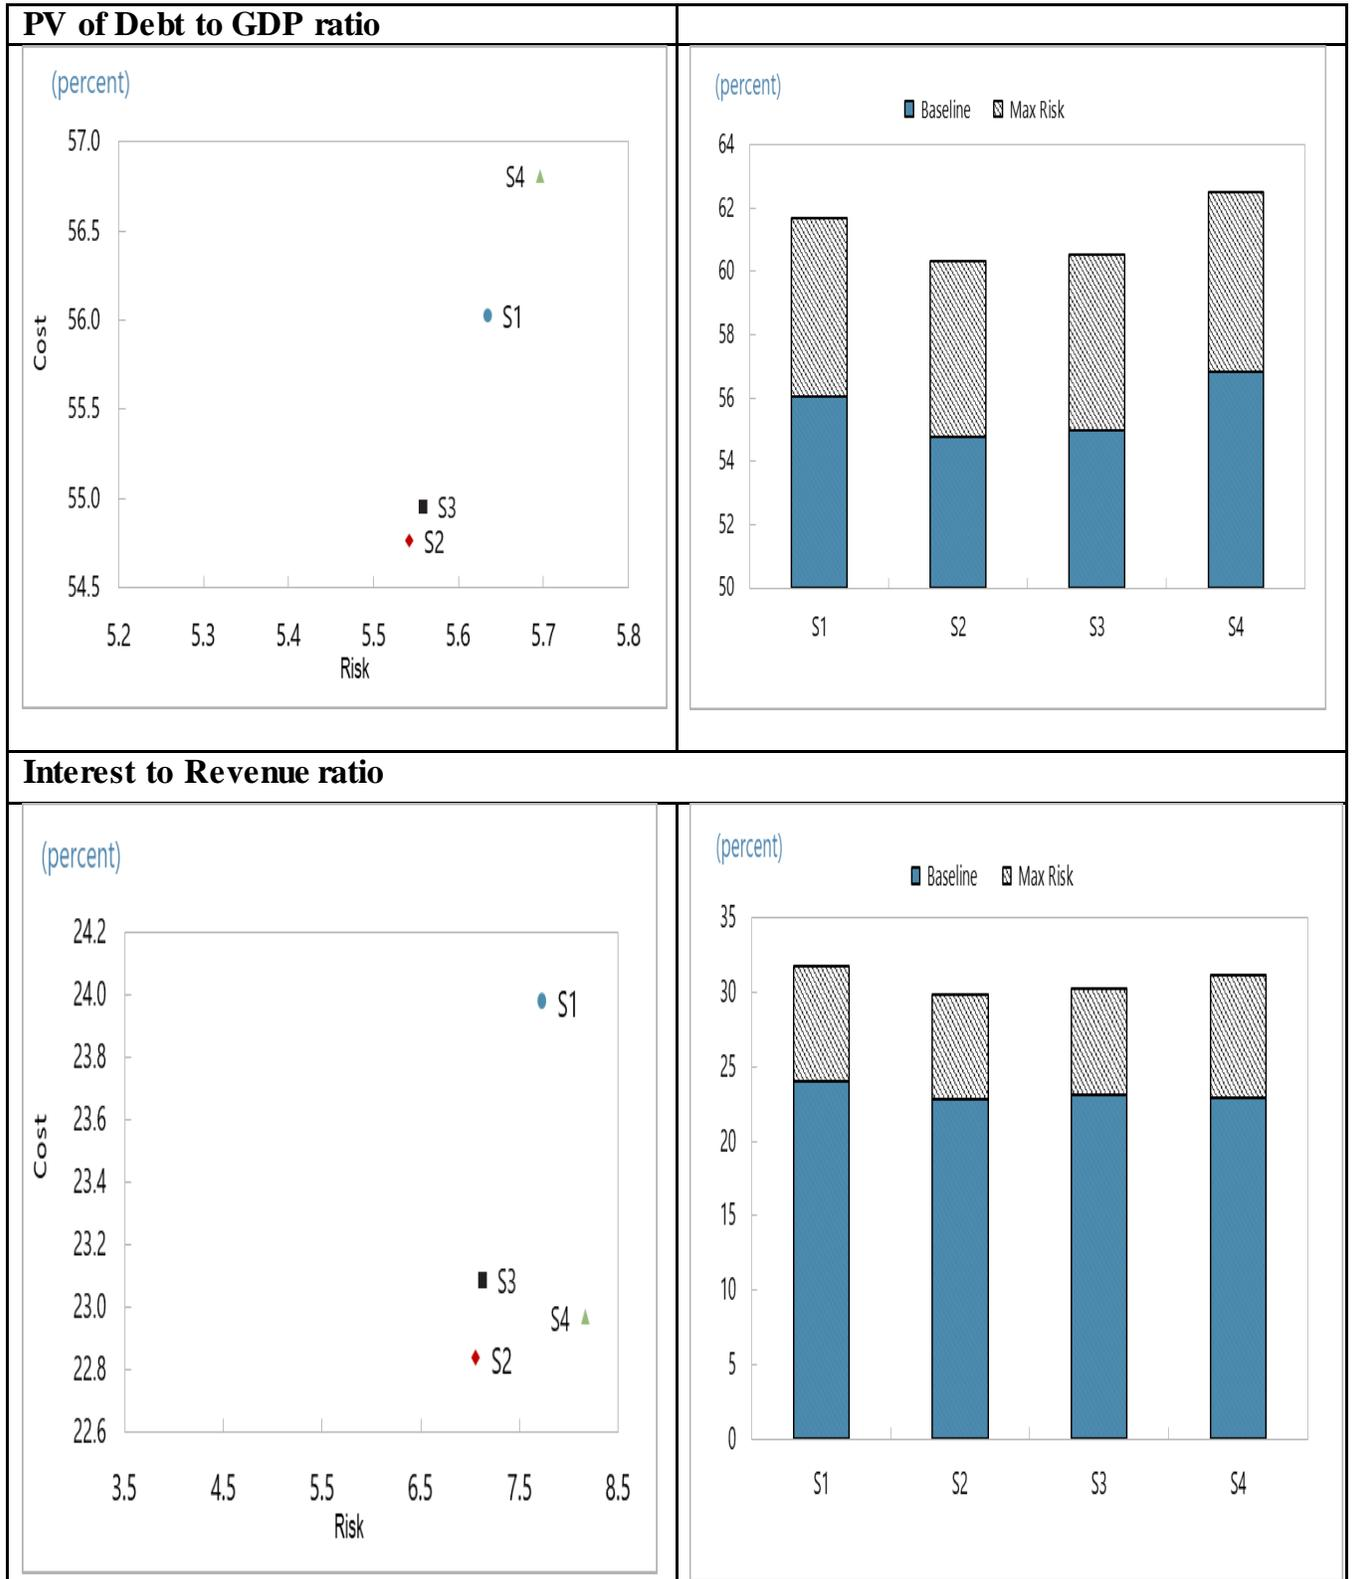 PV of Debt to GDP ratio
(percent)
57.0
56.5
56.0
55.5
55.0
54.5
Cost
S4
S1
S3
S2
5.2 5.3 5.4 5.5 5.6 5.7 5.8
Risk
(percent)
Baseline Max Risk
64
62
60
58
56
54
52
50
S1 S2 S3 S4
Interest to Revenue ratio
(percent)
24.2
24.0
23.8
23.6
23.4
23.2
23.0
22.8
22.6
Cost
S1
S3
S4
S2
3.5 4.5 5.5 6.5 7.5 8.5
Risk
(percent)
Baseline Max Risk
35
30
25
20
15
10
5
0
S1 S2 S3 S4